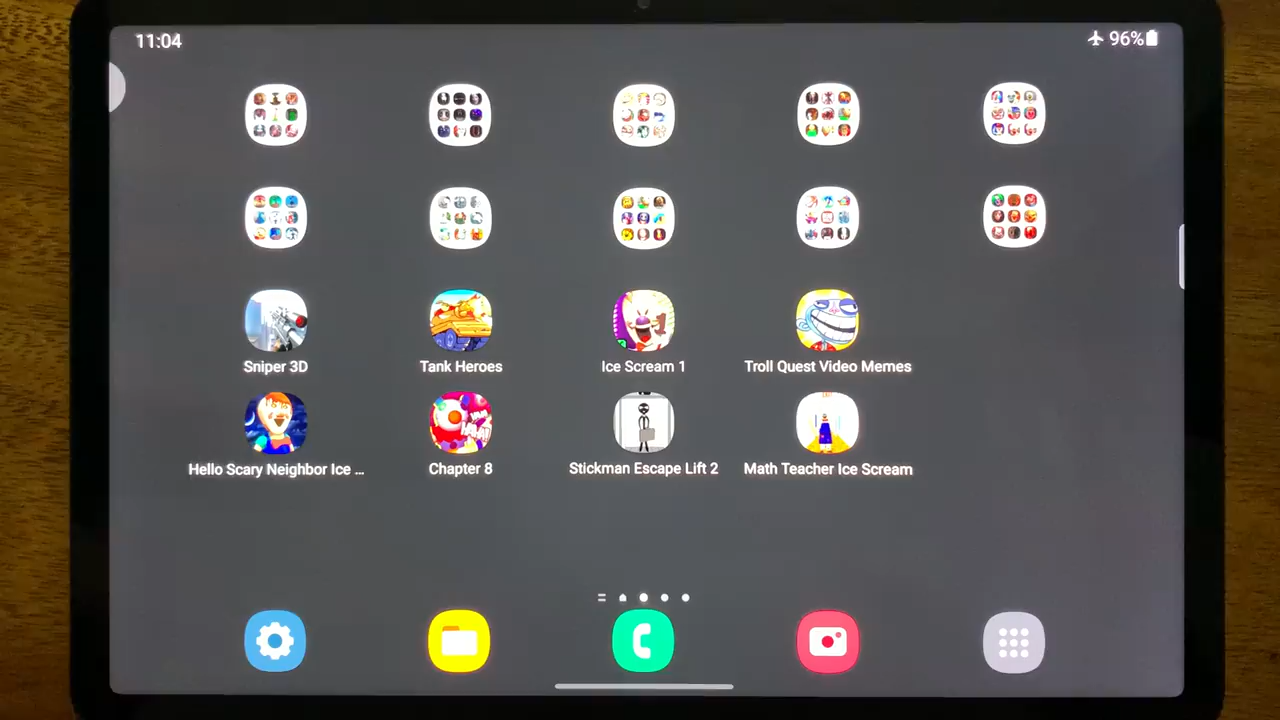 11:04
96%
Sniper 3D
Tank Heroes
Ice Scream 1
Troll Quest Video Memes
Hello Scary Neighbor Ice ...
Chapter 8
Stickman Escape Lift 2
Math Teacher Ice Scream